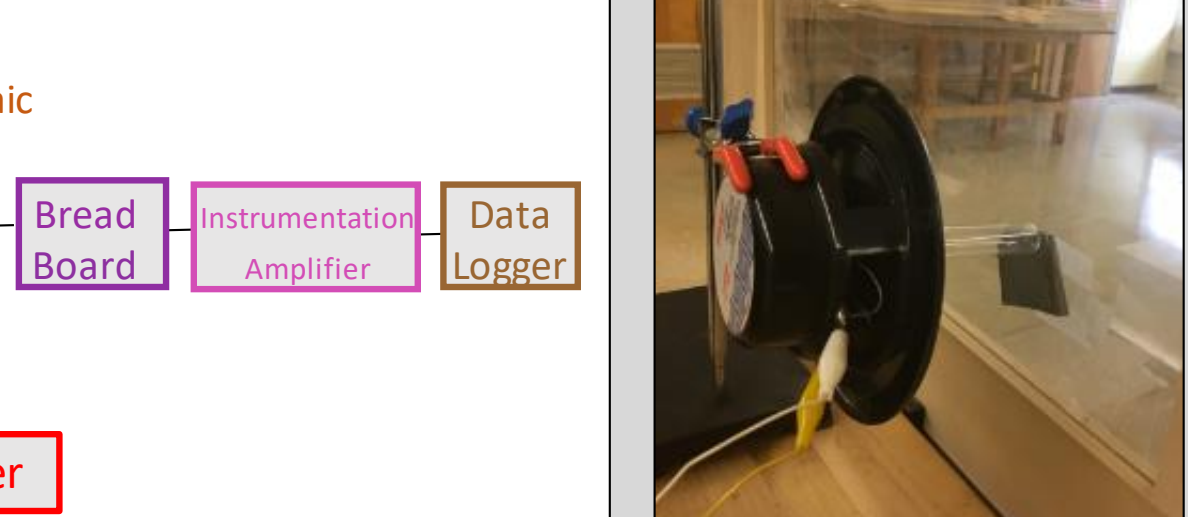 nic
Bread
Board
Instrumentation
Amplifier
Data
Logger
er